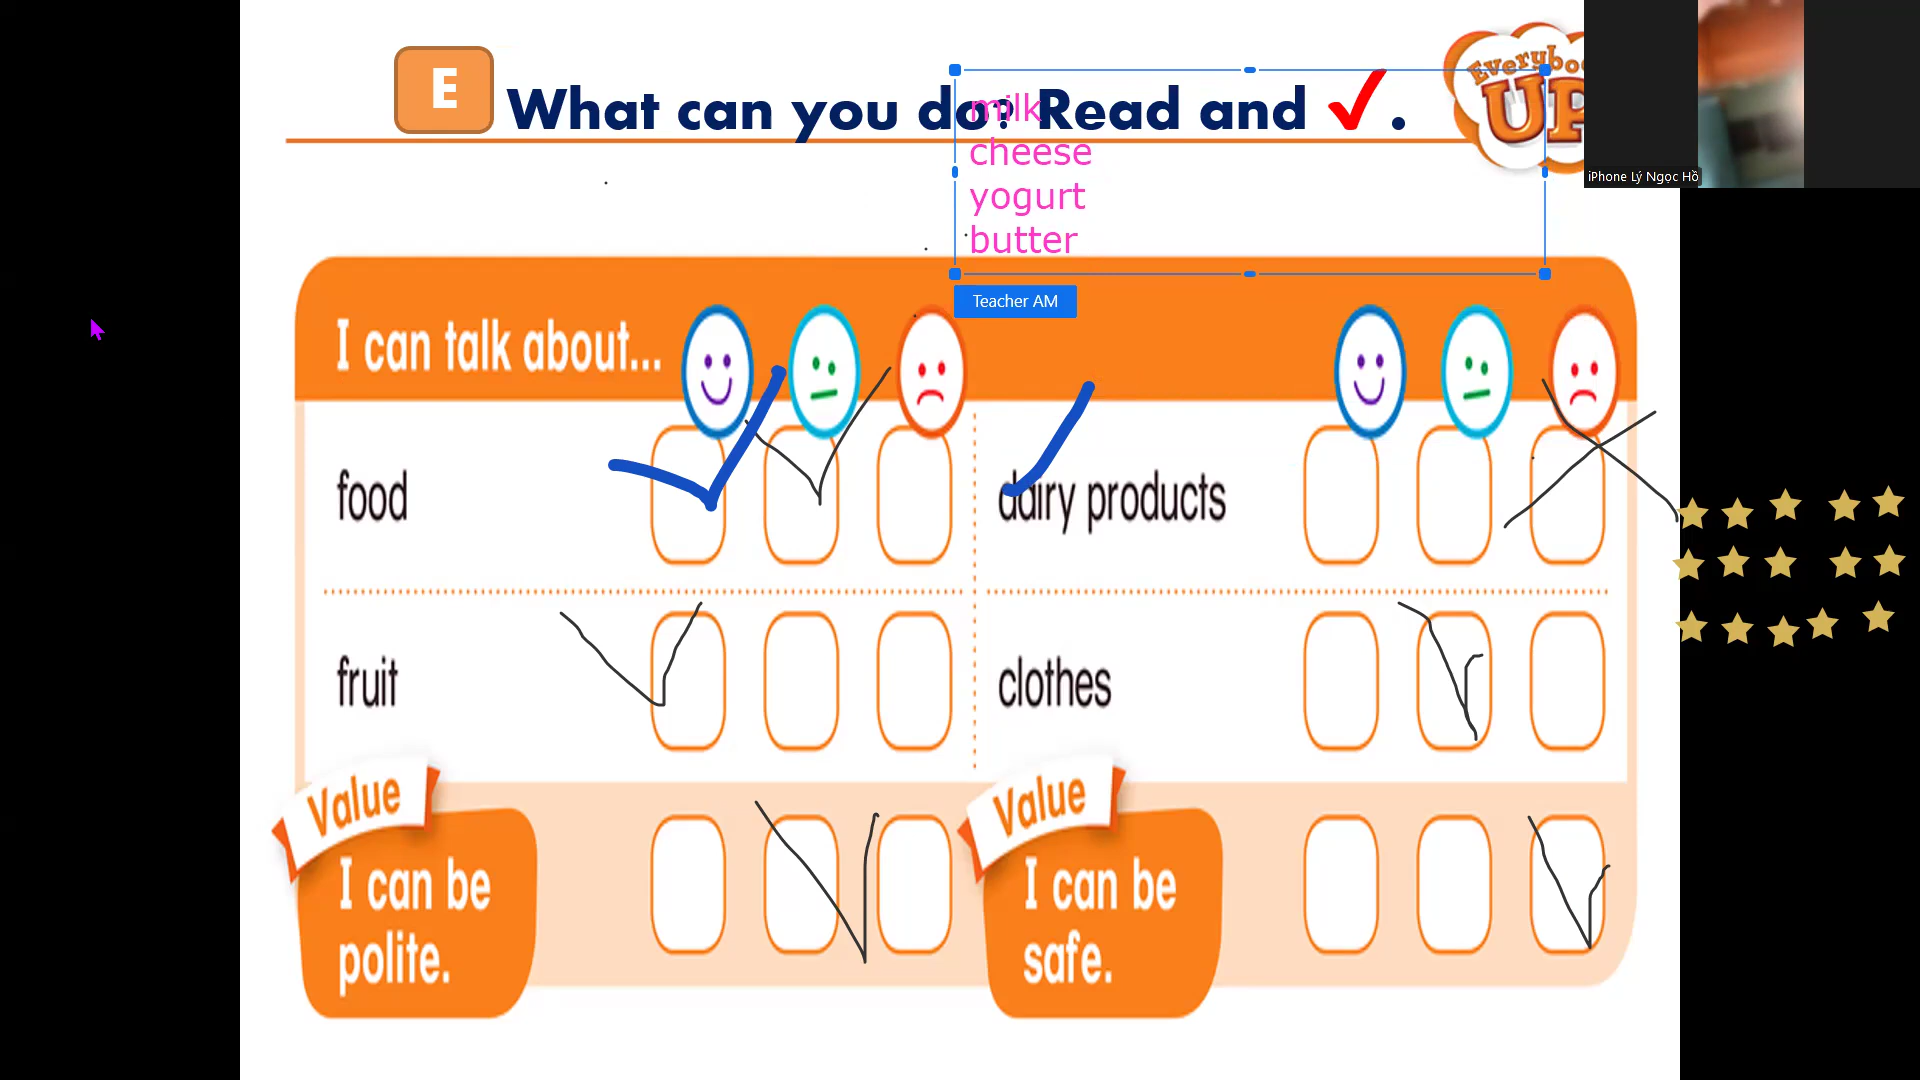 E
What can you do? Read and ✓.
milk
cheese
yogurt
butter
Teacher AM
UP
iPhone Lý Ngọc Hồ
I can talk about...
food
dairy products
fruit
clothes
Value
I can be
polite.
Value
I can be
safe.